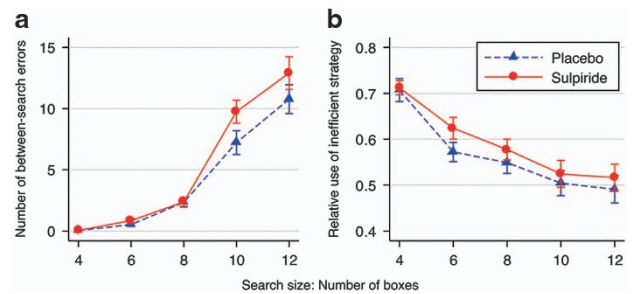 a
b
Number of between-search errors
15
10
5
0
4 6 8 10 12
Relative use of inefficient strategy
0.8
0.7
0.6
0.5
0.4
4 6 8 10 12
Placebo
Sulpiride
Search size: Number of boxes